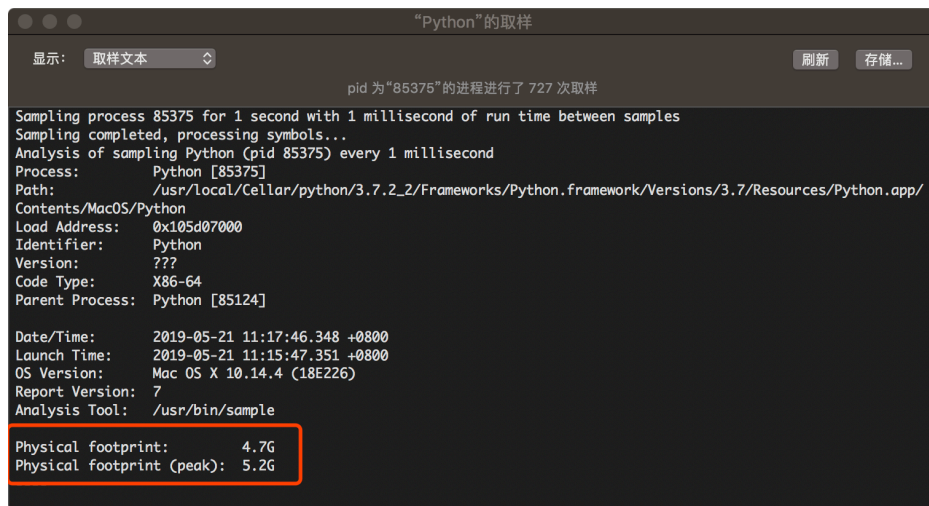 “Python”的取样
显示： 取样文本 刷新 存储...
pid 为“85375”的进程进行了 727 次取样
Sampling process 85375 for 1 second with 1 millisecond of run time between samples
Sampling completed, processing symbols...
Analysis of sampling Python (pid 85375) every 1 millisecond
Process: Python [85375]
Path: /usr/local/Cellar/python/3.7.2_2/Frameworks/Python.framework/Versions/3.7/Resources/Python.app/
Contents/MacOS/Python
Load Address: 0x105d07000
Identifier: Python
Version: ???
Code Type: X86-64
Parent Process: Python [85124]
Date/Time: 2019-05-21 11:17:46.348 +0800
Launch Time: 2019-05-21 11:15:47.351 +0800
OS Version: Mac OS X 10.14.4 (18E226)
Report Version: 7
Analysis Tool: /usr/bin/sample
Physical footprint: 4.7G
Physical footprint (peak): 5.2G